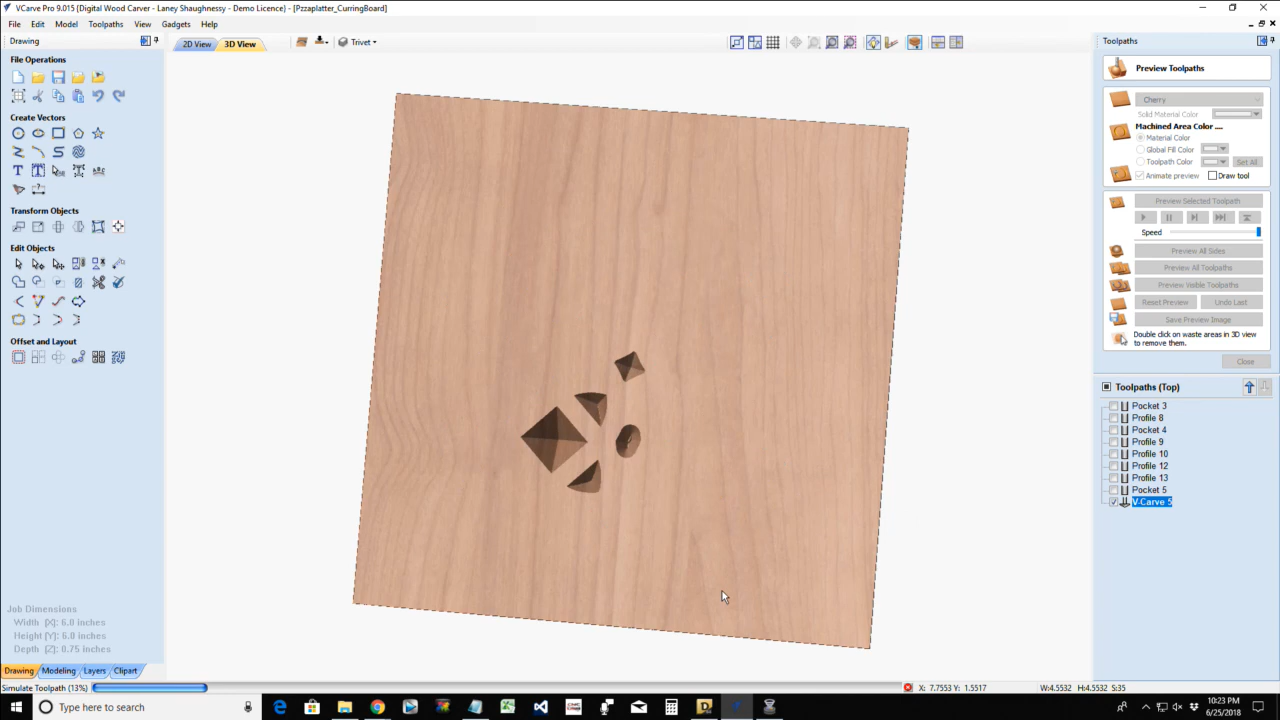 VCarve Pro 9.015 {Digital Wood Carver - Laney Shaughnessy - Demo Licence} - [Pzzaplatter_CurringBoard]
File Edit Model Toolpaths View Gadgets Help
Drawing
2D View 3D View Trivet
Toolpaths
File Operations
Create Vectors
Transform Objects
Edit Objects
Offset and Layout
Job Dimensions
Width (X): 6.0 inches
Height (Y): 6.0 inches
Depth (Z): 0.75 inches
Drawing Modeling Layers Clipart
Preview Toolpaths
Cherry
Solid Material Color
Machined Area Color ....
Material Color
Global Fill Color
Toolpath Color Set All
Animate preview Draw tool
Preview Selected Toolpath
Speed
Preview All Sides
Preview All Toolpaths
Preview Visible Toolpaths
Reset Preview Undo Last
Save Preview Image
Double click on waste areas in 3D view
to remove them.
Close
Toolpaths (Top)
Pocket 3
Profile 8
Pocket 4
Profile 9
Profile 10
Profile 12
Profile 13
Pocket 5
V-Carve 5
Simulate Toolpath (13%) X: 7.7553 Y: 1.5517 W:4.5532 H:4.5532 S:35
Type here to search
10:23 PM
6/25/2018